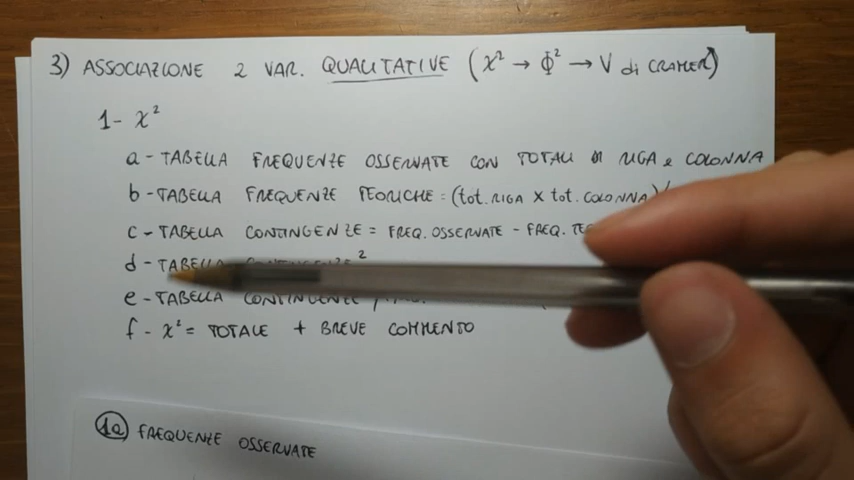 3) ASSOCIAZIONE 2 VAR. QUALITATIVE (χ² → Φ² → V di CRAMER)
1- χ²
a - TABELLA FREQUENZE OSSERVATE CON TOTALI DI RIGA e COLONNA
b - TABELLA FREQUENZE TEORICHE = (tot. RIGA X tot. COLONNA)/
c - TABELLA CONTINGENZE = FREQ. OSSERVATE - FREQ.
d - TABELLA CONTINGENZE²
e - TABELLA CONTINGENZE
f - χ² = TOTALE + BREVE COMMENTO
1a FREQUENZE OSSERVATE